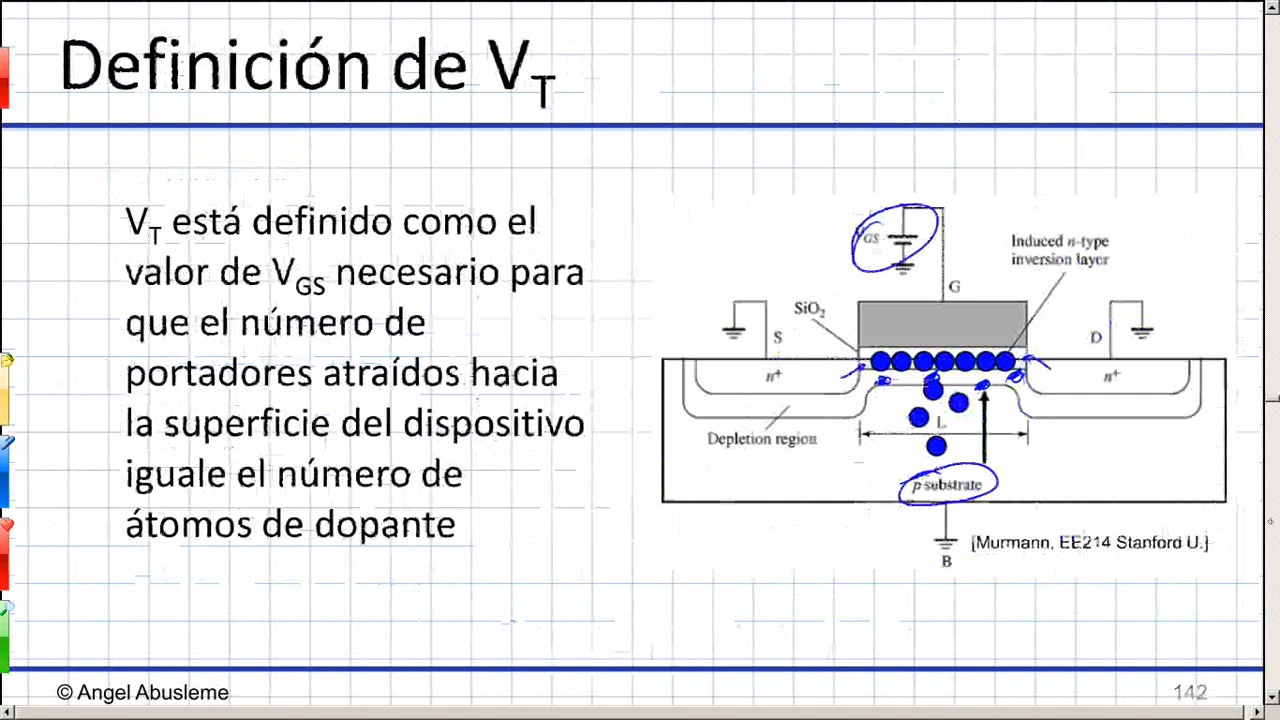 Definición de VT
VT está definido como el
valor de VGS necesario para
que el número de
portadores atraídos hacia
la superficie del dispositivo
iguale el número de
átomos de dopante
VGS
Induced n-type
inversion layer
G
SiO2
S
D
n+
n+
Depletion region
L
p substrate
B
[Murmann, EE214 Stanford U.]
© Angel Abusleme
142